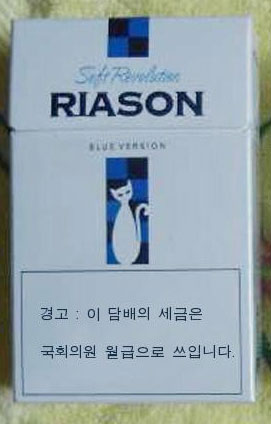 Soft Revolution
RIASON
BLUE VERSION
경고 : 이 담배의 세금은
국회의원 월급으로 쓰입니다.